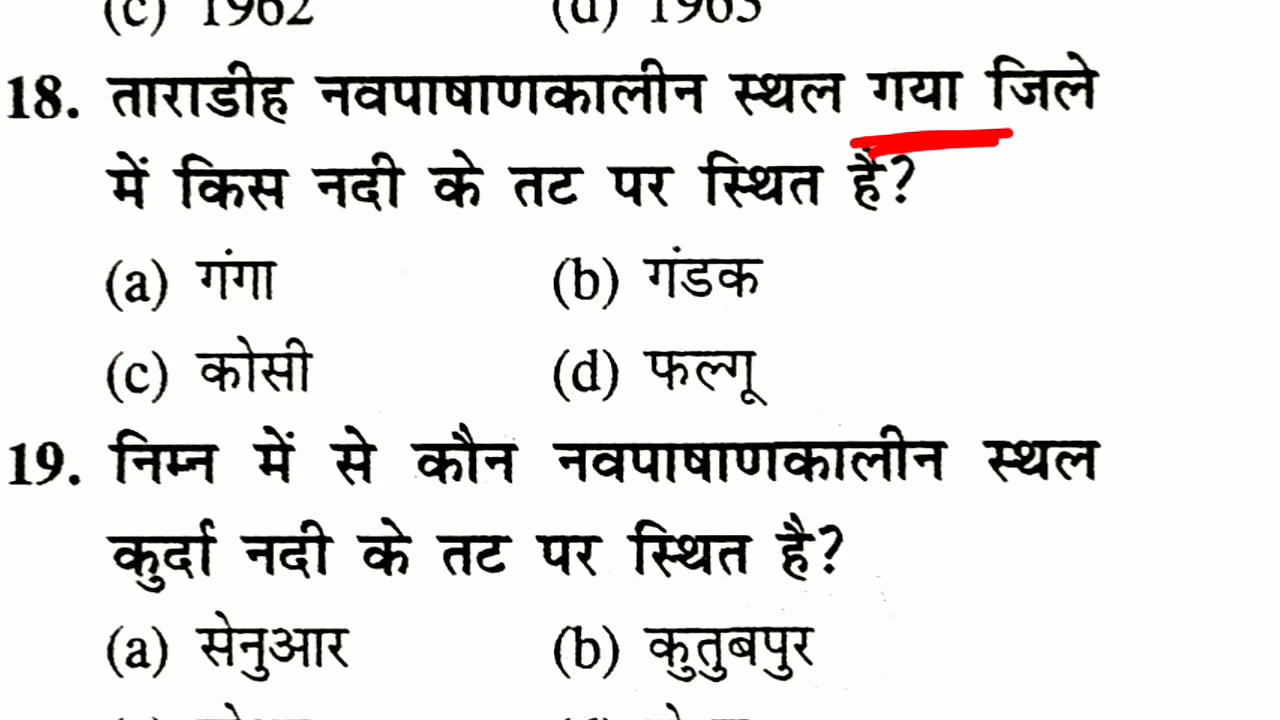 (c) 1962 (d) 1963
18. ताराडीह नवपाषाणकालीन स्थल गया जिले
में किस नदी के तट पर स्थित है?
(a) गंगा (b) गंडक
(c) कोसी (d) फल्गू
19. निम्न में से कौन नवपाषाणकालीन स्थल
कुर्दा नदी के तट पर स्थित है?
(a) सेनुआर (b) कुतुबपुर